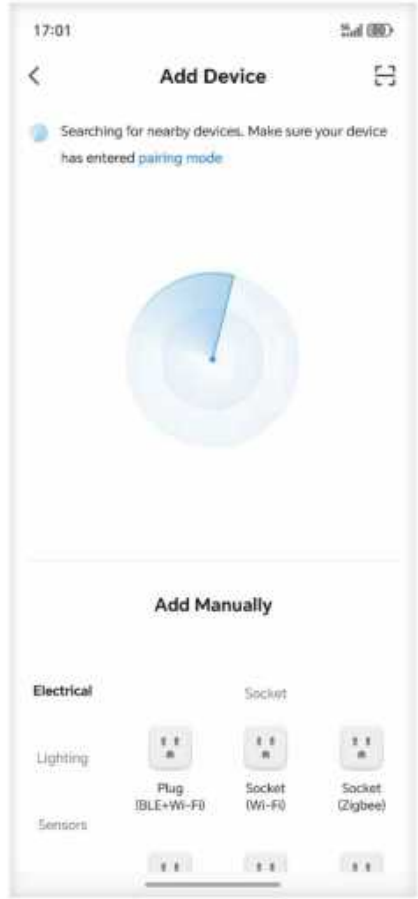 17:01
Add Device
Searching for nearby devices. Make sure your device
has entered pairing mode
Add Manually
Electrical
Socket
Lighting
Plug
(BLE+Wi-Fi)
Socket
(Wi-Fi)
Socket
(Zigbee)
Sensors